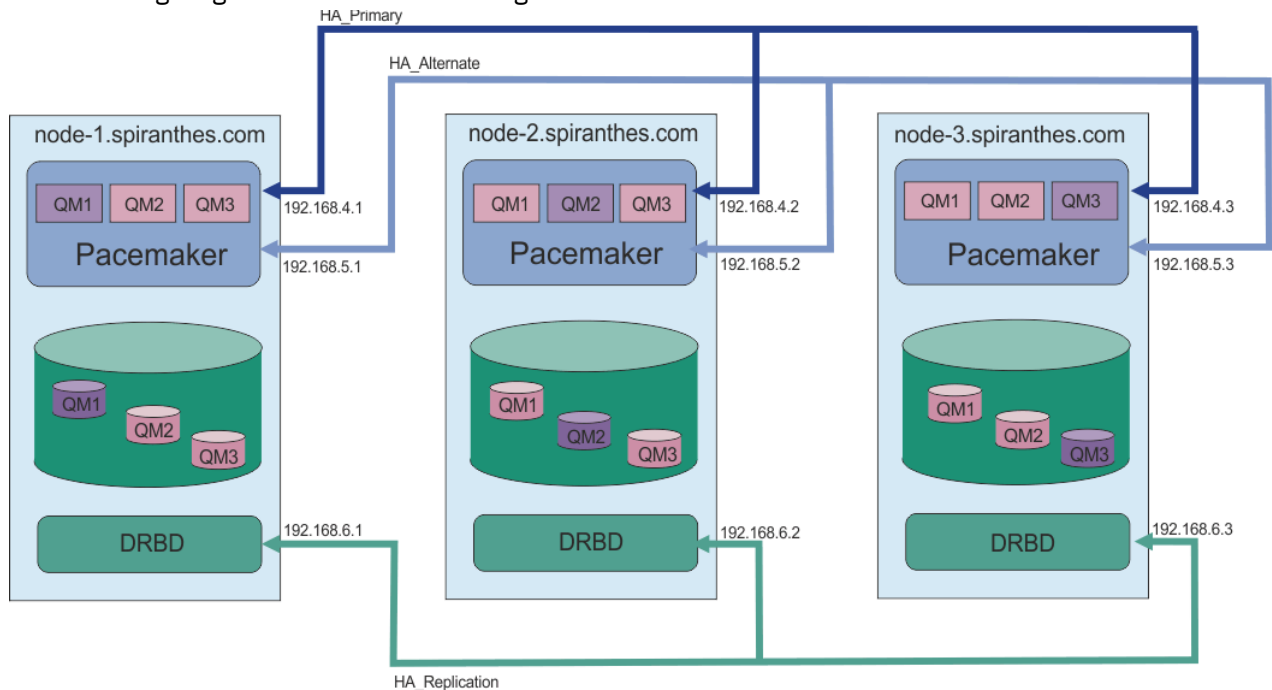 HA_Primary
HA_Alternate
node-1.spiranthes.com
QM1 QM2 QM3
192.168.4.1
Pacemaker
192.168.5.1
QM1
QM2
QM3
192.168.6.1
DRBD
node-2.spiranthes.com
QM1 QM2 QM3
192.168.4.2
Pacemaker
192.168.5.2
QM1
QM2
QM3
192.168.6.2
DRBD
node-3.spiranthes.com
QM1 QM2 QM3
192.168.4.3
Pacemaker
192.168.5.3
QM1
QM2
QM3
192.168.6.3
DRBD
HA_Replication